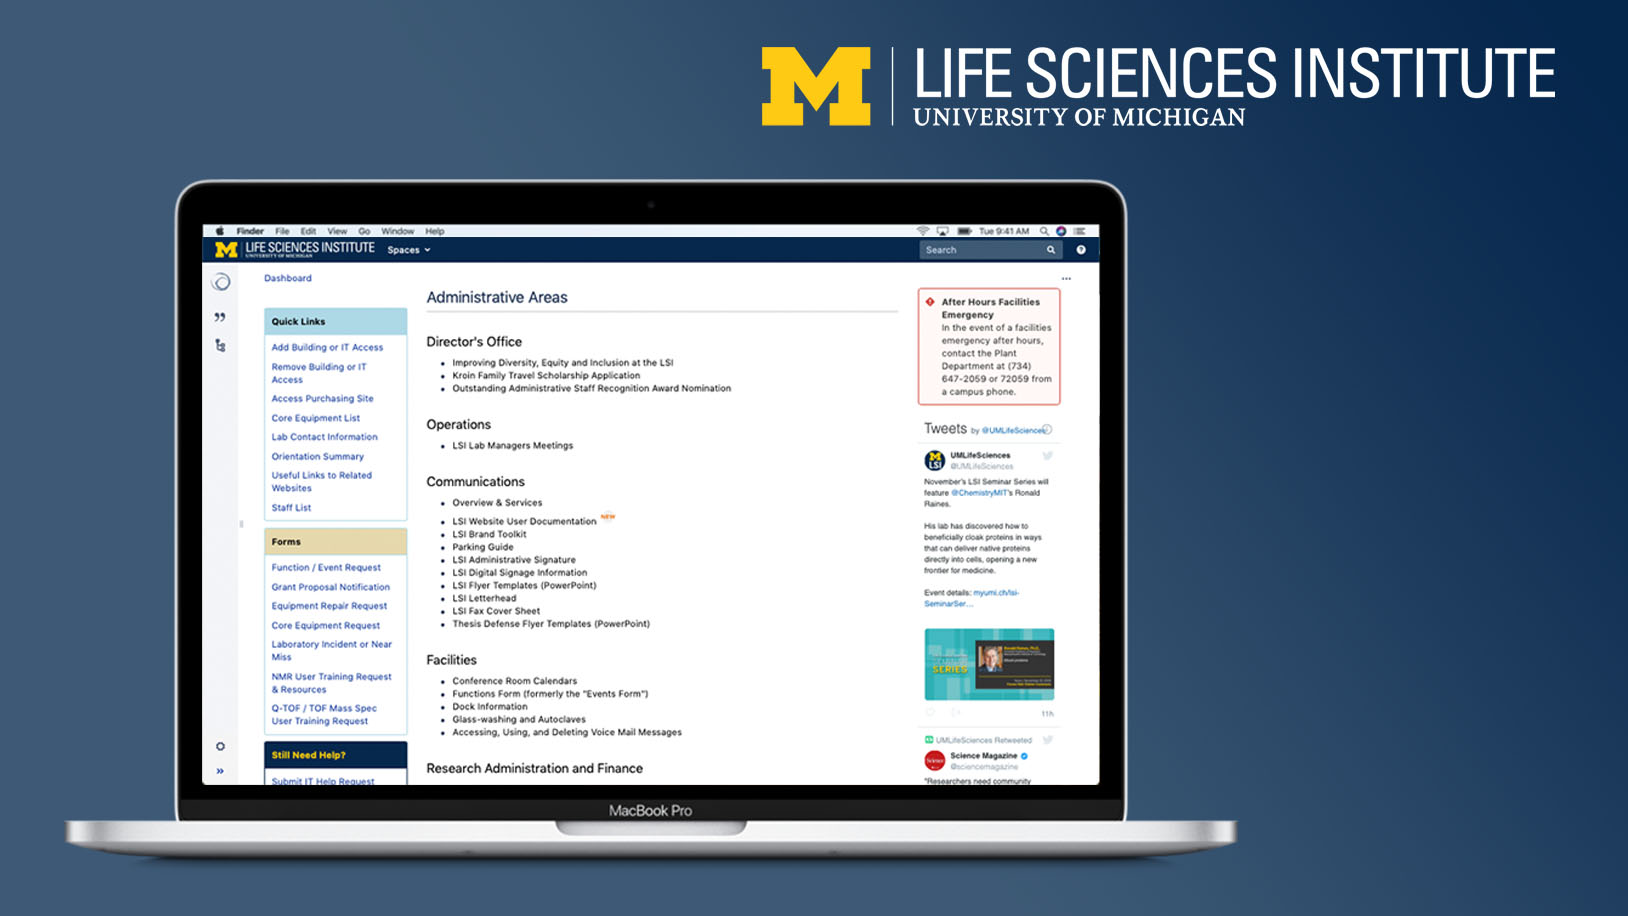 M LIFE SCIENCES INSTITUTE
UNIVERSITY OF MICHIGAN
Finder File Edit View Go Window Help
Tue 9:41 AM
M LIFE SCIENCES INSTITUTE
UNIVERSITY OF MICHIGAN
Spaces
Search
Dashboard
Quick Links
Add Building or IT Access
Remove Building or IT
Access
Access Purchasing Site
Core Equipment List
Lab Contact Information
Orientation Summary
Useful Links to Related
Websites
Staff List
Forms
Function / Event Request
Grant Proposal Notification
Equipment Repair Request
Core Equipment Request
Laboratory Incident or Near
Miss
NMR User Training Request
& Resources
Q-TOF / TOF Mass Spec
User Training Request
Still Need Help?
Submit IT Help Request
Administrative Areas
Director's Office
• Improving Diversity, Equity and Inclusion at the LSI
• Kroin Family Travel Scholarship Application
• Outstanding Administrative Staff Recognition Award Nomination
Operations
• LSI Lab Managers Meetings
Communications
• Overview & Services
• LSI Website User Documentation NEW
• LSI Brand Toolkit
• Parking Guide
• LSI Administrative Signature
• LSI Digital Signage Information
• LSI Flyer Templates (PowerPoint)
• LSI Letterhead
• LSI Fax Cover Sheet
• Thesis Defense Flyer Templates (PowerPoint)
Facilities
• Conference Room Calendars
• Functions Form (formerly the "Events Form")
• Dock Information
• Glass-washing and Autoclaves
• Accessing, Using, and Deleting Voice Mail Messages
Research Administration and Finance
After Hours Facilities
Emergency
In the event of a facilities
emergency after hours,
contact the Plant
Department at (734)
647-2059 or 72059 from
a campus phone.
Tweets by @UMLifeSciences
M
LSI
UMLifeSciences
@UMLifeSciences
November's LSI Seminar Series will
feature @ChemistryMIT's Ronald
Raines.
His lab has discovered how to
beneficially cloak proteins in ways
that can deliver native proteins
directly into cells, opening a new
frontier for medicine.
Event details: myumi.ch/lsi-
SeminarSer…
SERIES
11h
UMLifeSciences Retweeted
Science
Science Magazine
@sciencemagazine
"Researchers need community
MacBook Pro